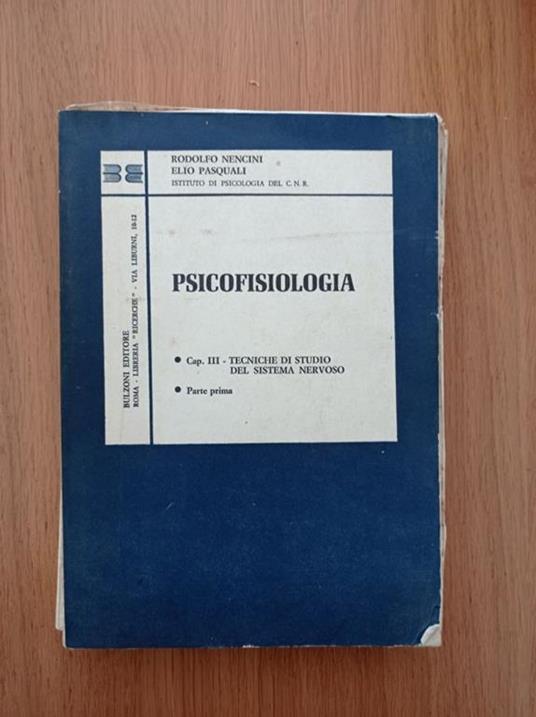 RODOLFO NENCINI
ELIO PASQUALI
ISTITUTO DI PSICOLOGIA DEL C.N.R.
PSICOFISIOLOGIA
• Cap. III - TECNICHE DI STUDIO
DEL SISTEMA NERVOSO
• Parte prima
BULZONI EDITORE
ROMA - LIBRERIA "RICERCHE" - VIA LIBURNI, 10-12